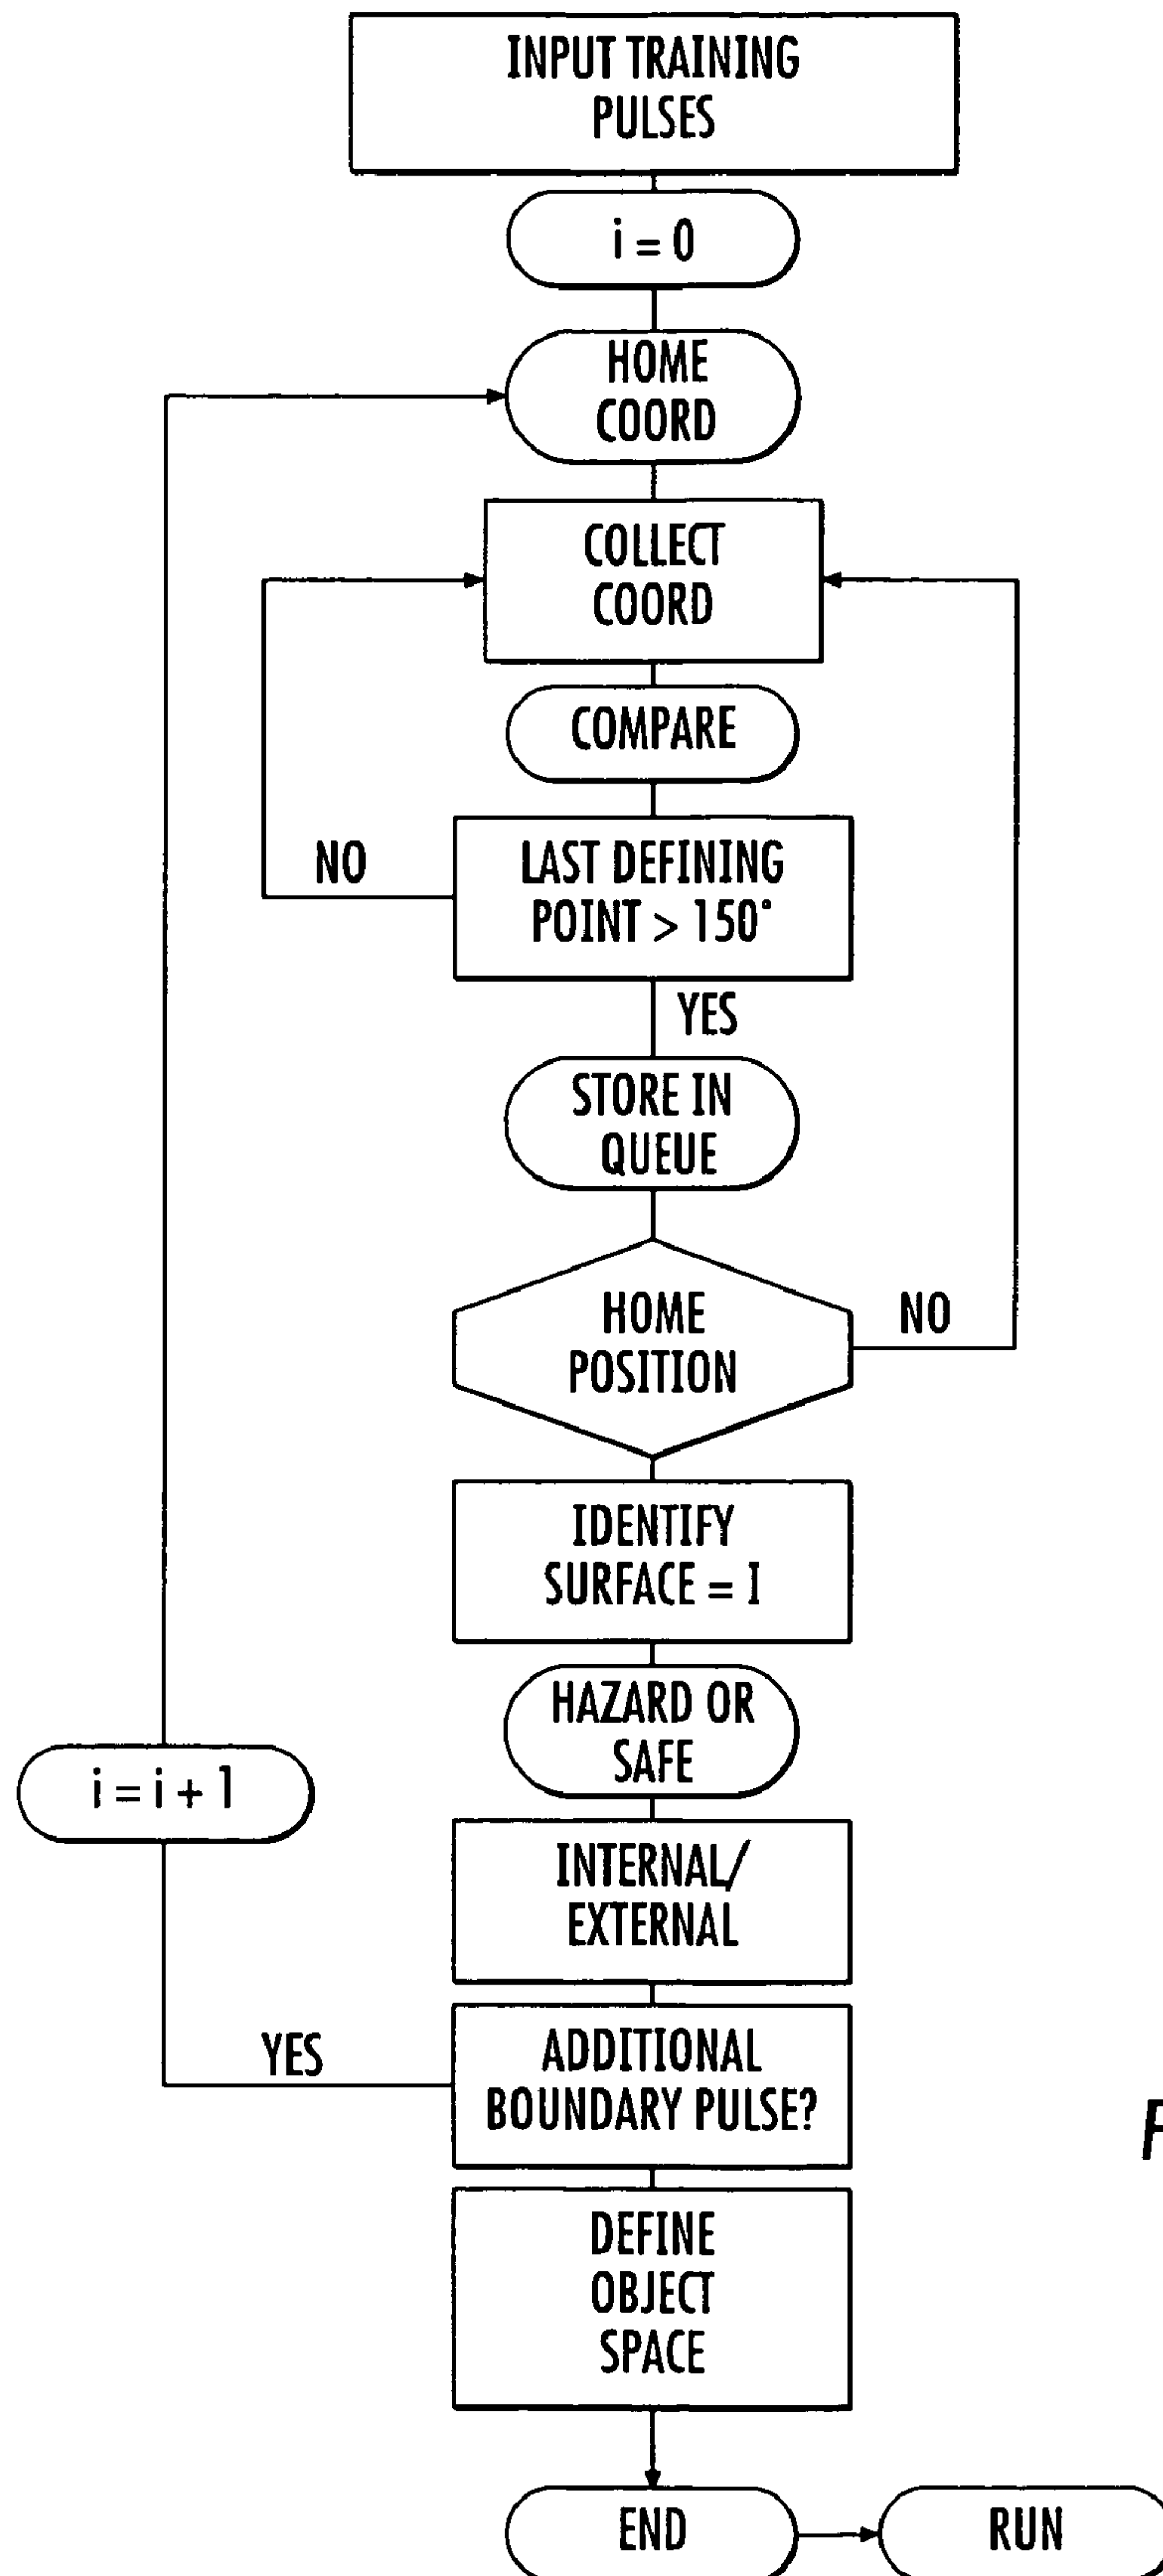 INPUT TRAINING
PULSES
i = 0
HOME
COORD
COLLECT
COORD
COMPARE
NO
LAST DEFINING
POINT > 150°
YES
STORE IN
QUEUE
HOME
POSITION
NO
IDENTIFY
SURFACE = I
HAZARD OR
SAFE
i = i + 1
INTERNAL/
EXTERNAL
YES
ADDITIONAL
BOUNDARY PULSE?
DEFINE
OBJECT
SPACE
END
RUN